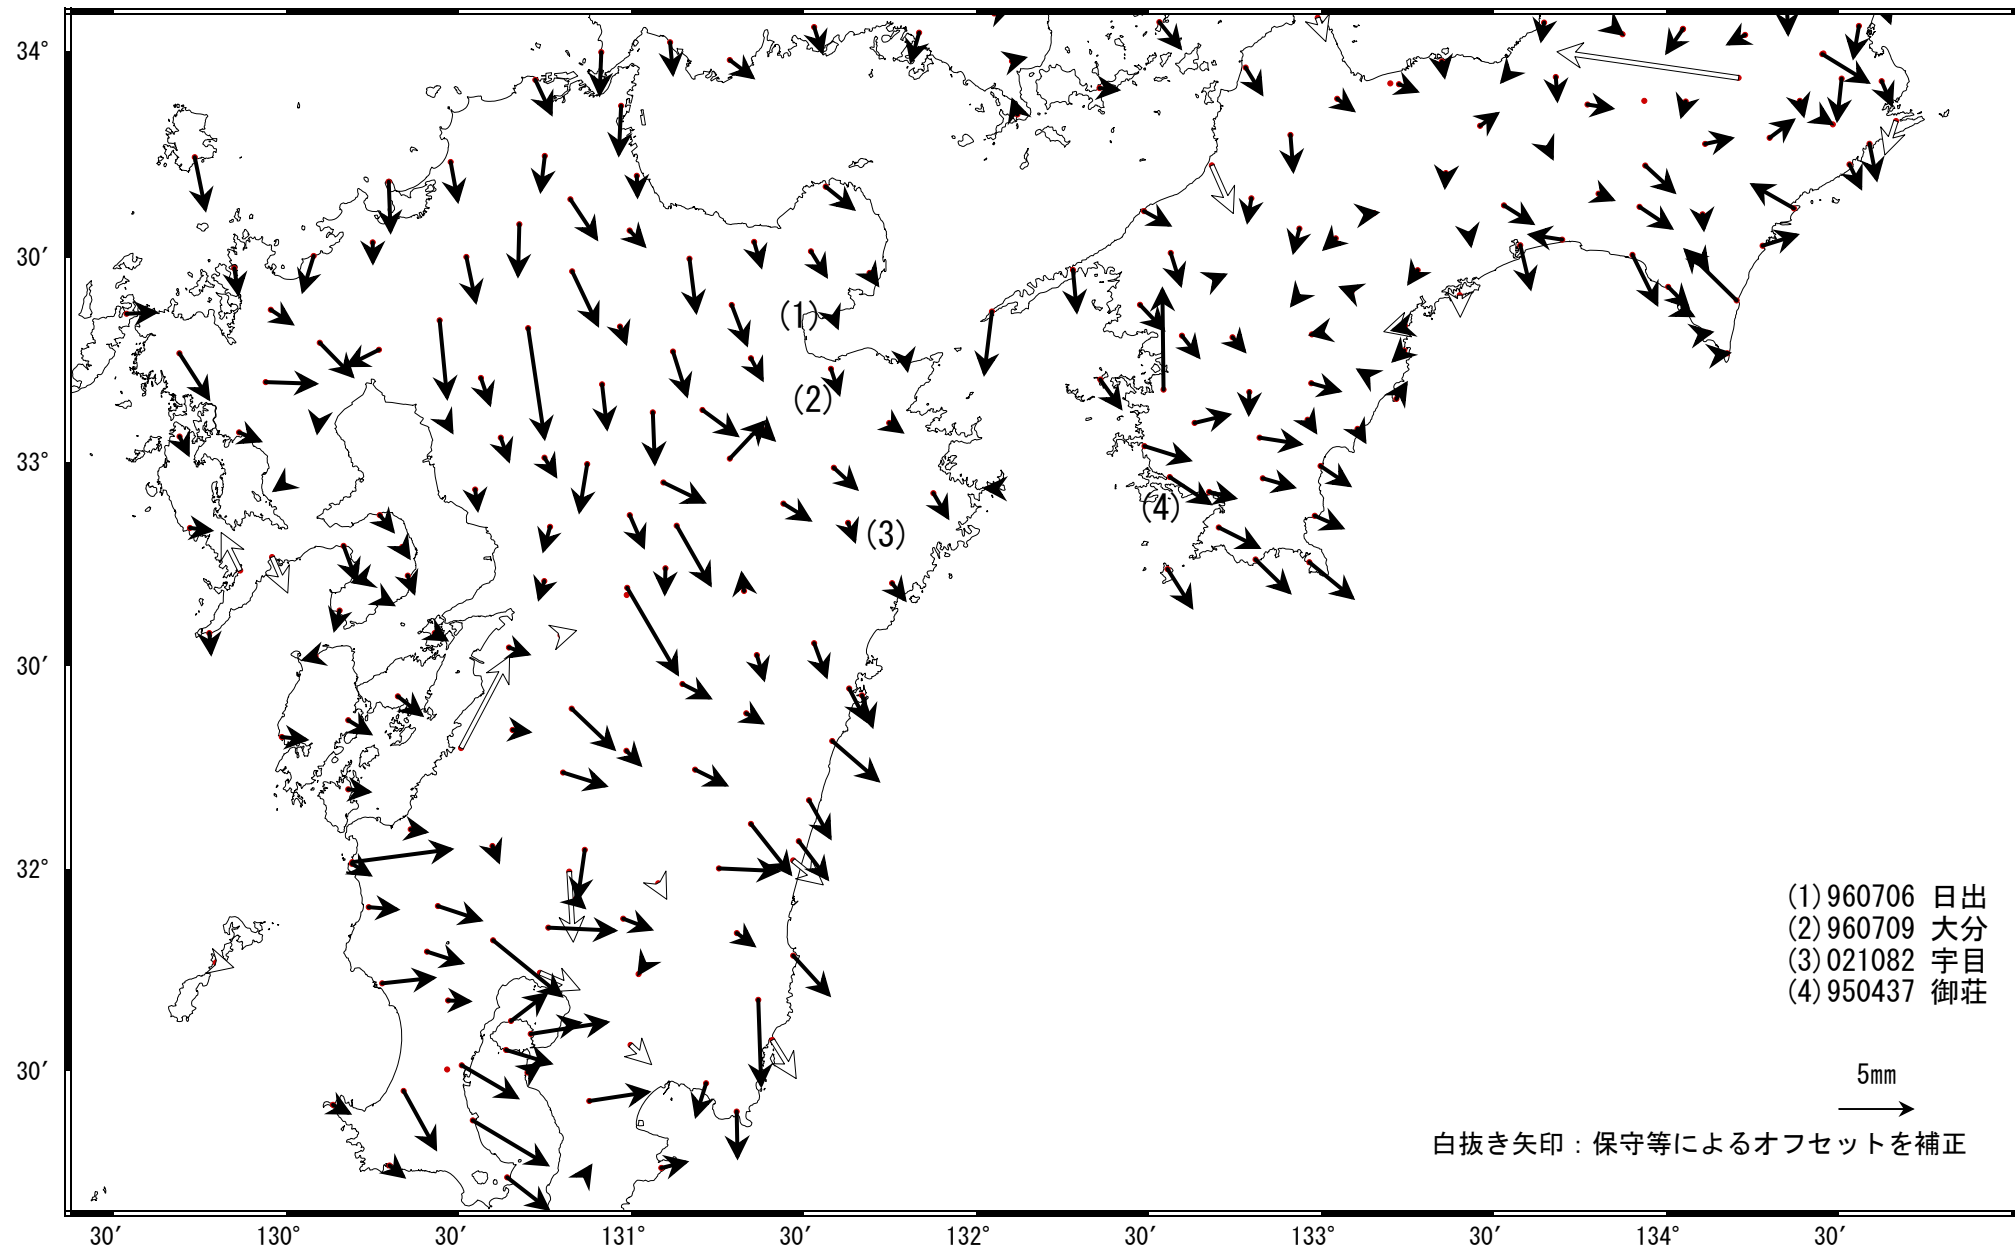 34°
30′
33°
30′
32°
30′
(1)
(2)
(3)
(4)
(1)960706 日出
(2)960709 大分
(3)021082 宇目
(4)950437 御荘
5mm
白抜き矢印：保守等によるオフセットを補正
30′ 130° 30′ 131° 30′ 132° 30′ 133° 30′ 134° 30′